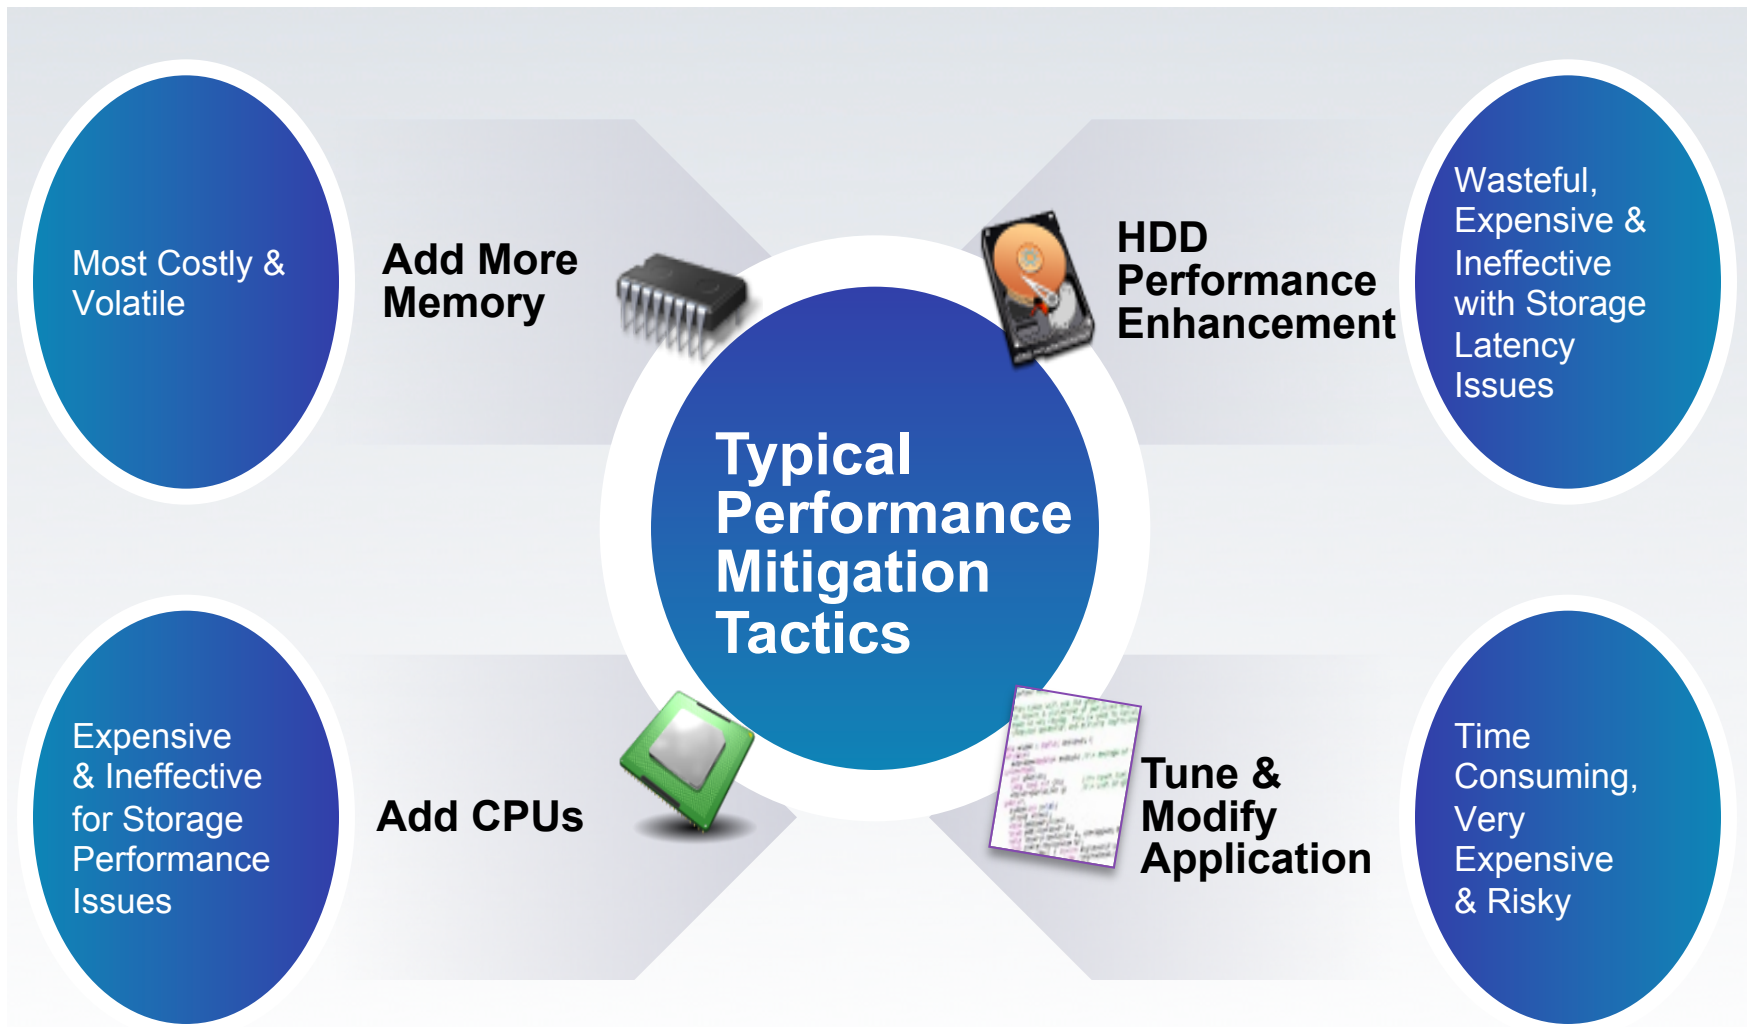 Most Costly &
Volatile
Add More
Memory
HDD
Performance
Enhancement
Wasteful,
Expensive &
Ineffective
with Storage
Latency
Issues
Typical
Performance
Mitigation
Tactics
Expensive
& Ineffective
for Storage
Performance
Issues
Add CPUs
Tune &
Modify
Application
Time
Consuming,
Very
Expensive
& Risky